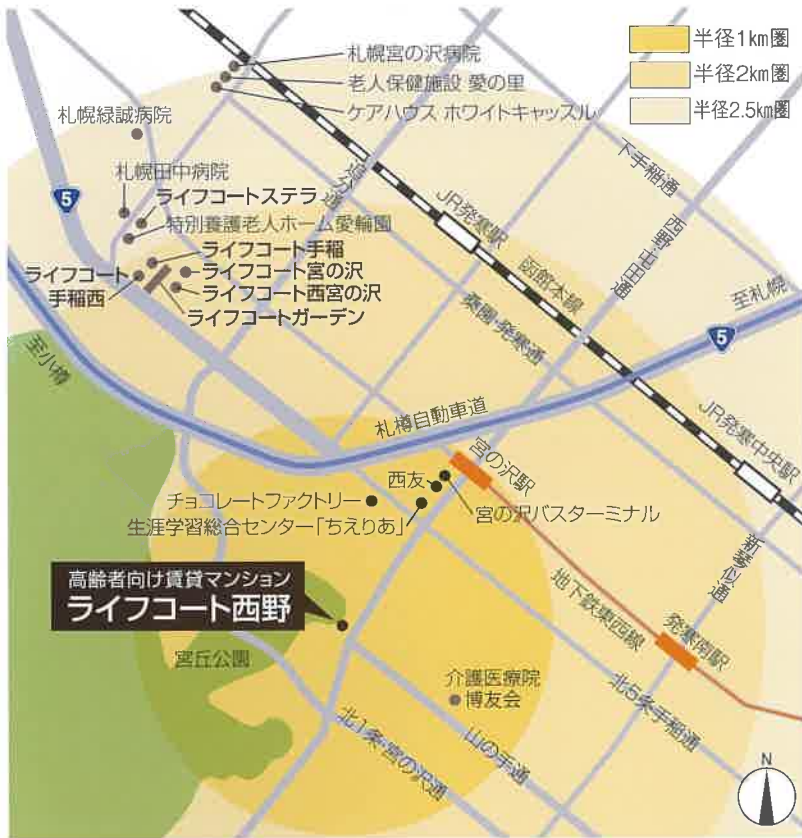 札幌宮の沢病院
老人保健施設 愛の里
ケアハウス ホワイトキャッスル
半径1km圏
半径2km圏
半径2.5km圏
札幌緑誠病院
札幌田中病院
ライフコートステラ
特別養護老人ホーム愛輪園
ライフコート手稲
ライフコート宮の沢
ライフコート西宮の沢
ライフコートガーデン
ライフコート
手稲西
5
追分通
JR発寒駅
函館本線
下手稲通
西野・屯田通
桑園・発寒通
至札幌
5
至小樽
札樽自動車道
JR発寒中央駅
宮の沢駅
西友
宮の沢バスターミナル
チョコレートファクトリー
生涯学習総合センター「ちえりあ」
新琴似通
高齢者向け賃貸マンション
ライフコート西野
地下鉄東西線
発寒南駅
宮丘公園
介護医療院
博友会
北5条手稲通
山の手通
北1条・宮の沢通
N